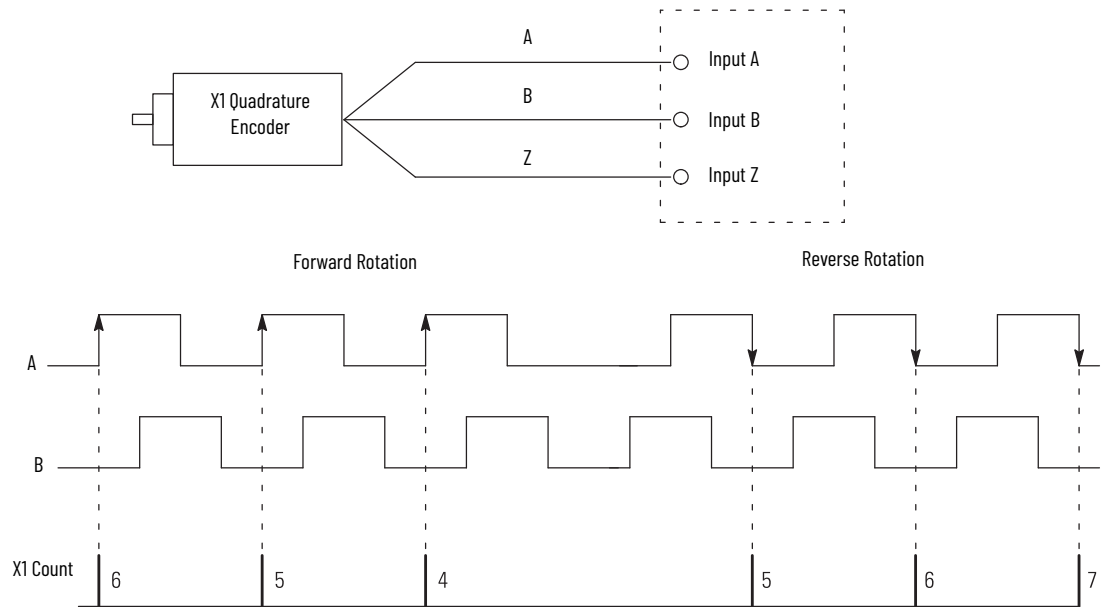 A
Input A
X1 Quadrature
Encoder
B
Input B
Z
Input Z
Forward Rotation
Reverse Rotation
A
B
X1 Count
6
5
4
5
6
7